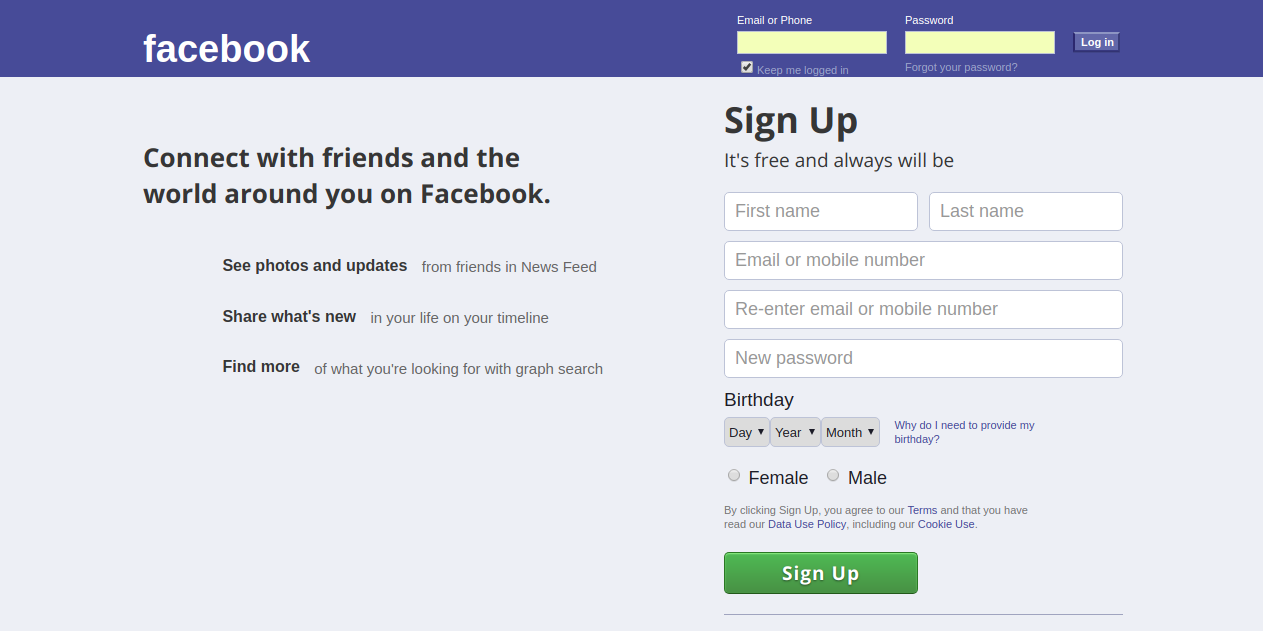 facebook
Email or Phone
Password
Log in
Keep me logged in
Forgot your password?
Connect with friends and the
world around you on Facebook.
See photos and updates from friends in News Feed
Share what's new in your life on your timeline
Find more of what you're looking for with graph search
Sign Up
It's free and always will be
First name Last name
Email or mobile number
Re-enter email or mobile number
New password
Birthday
Day Year Month
Why do I need to provide my
birthday?
Female Male
By clicking Sign Up, you agree to our Terms and that you have
read our Data Use Policy, including our Cookie Use.
Sign Up